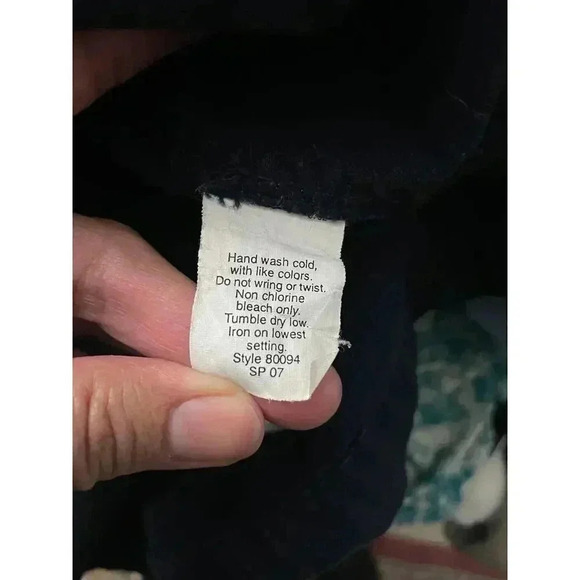 Hand wash cold,
with like colors.
Do not wring or twist.
Non chlorine
bleach only.
Tumble dry low.
Iron on lowest
setting.
Style 80094
SP 07